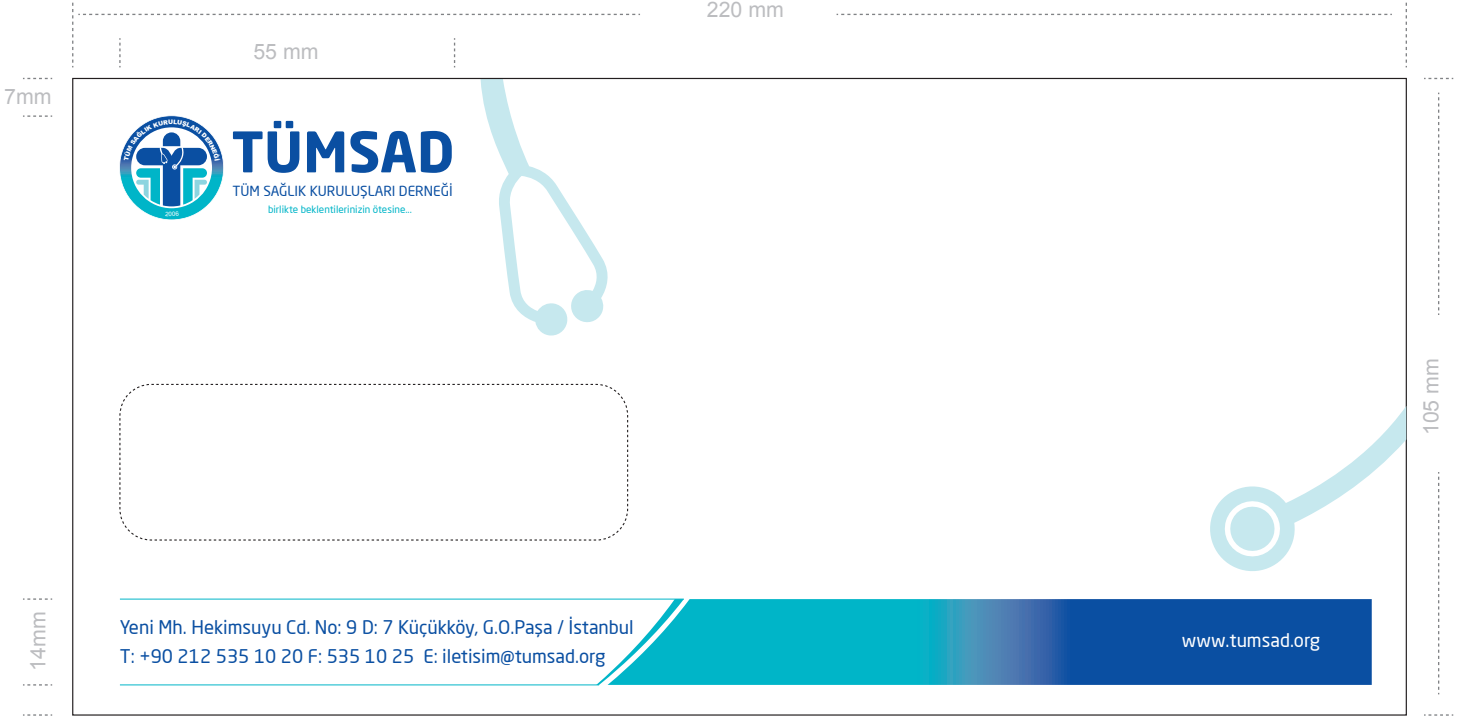 220 mm
55 mm
7mm
TÜM SAĞLIK KURULUŞLARI DERNEĞİ
2006
TÜMSAD
TÜM SAĞLIK KURULUŞLARI DERNEĞİ
birlikte beklentilerinizin ötesine...
105 mm
14mm
Yeni Mh. Hekimsuyu Cd. No: 9 D: 7 Küçükköy, G.O.Paşa / İstanbul
T: +90 212 535 10 20 F: 535 10 25 E: iletisim@tumsad.org
www.tumsad.org